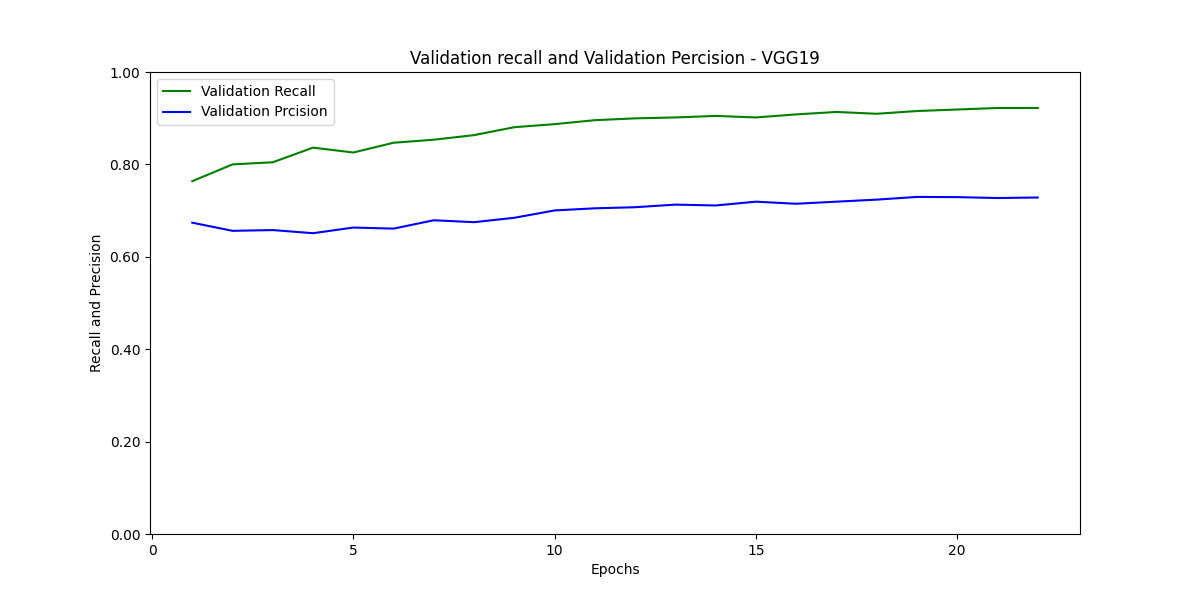 Validation recall and Validation Percision - VGG19
Validation Recall
Validation Prcision
Recall and Precision
1.00
0.80
0.60
0.40
0.20
0.00
0
5
10
15
20
Epochs